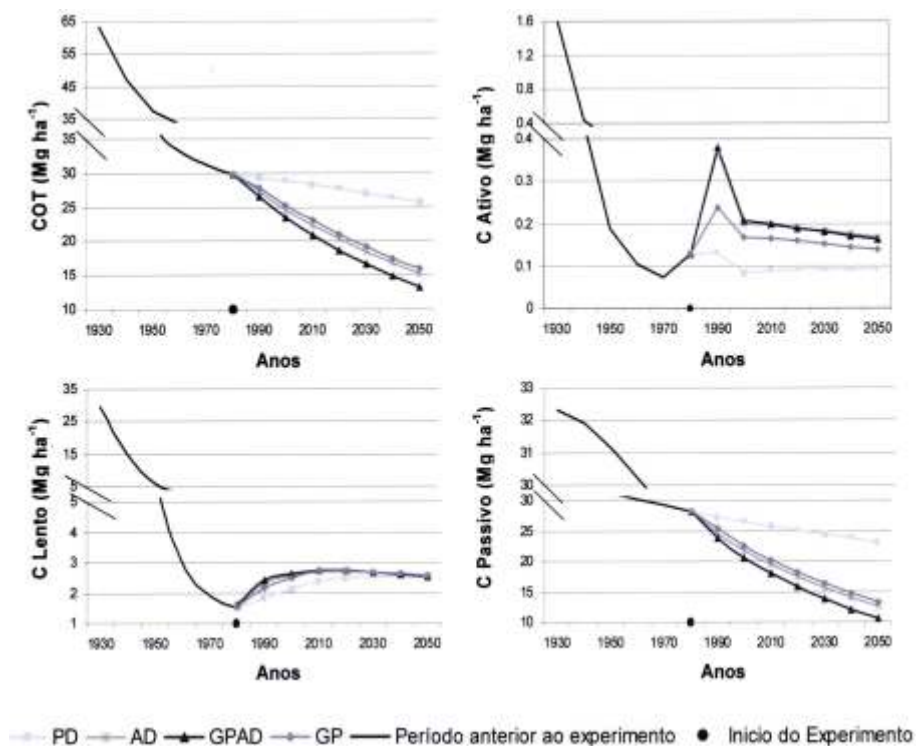 65
55
45
35
35
30
25
20
15
10
COT (Mg ha⁻¹)
1930 1950 1970 1990 2010 2030 2050
Anos
1.6
1.2
0.8
0.4
0.4
0.3
0.2
0.1
0
C Ativo (Mg ha⁻¹)
1930 1950 1970 1990 2010 2030 2050
Anos
35
25
15
5
5
4
3
2
1
C Lento (Mg ha⁻¹)
1930 1950 1970 1990 2010 2030 2050
Anos
33
32
31
30
30
25
20
15
10
C Passivo (Mg ha⁻¹)
1930 1950 1970 1990 2010 2030 2050
Anos
PD AD GPAD GP Período anterior ao experimento Inicio do Experimento